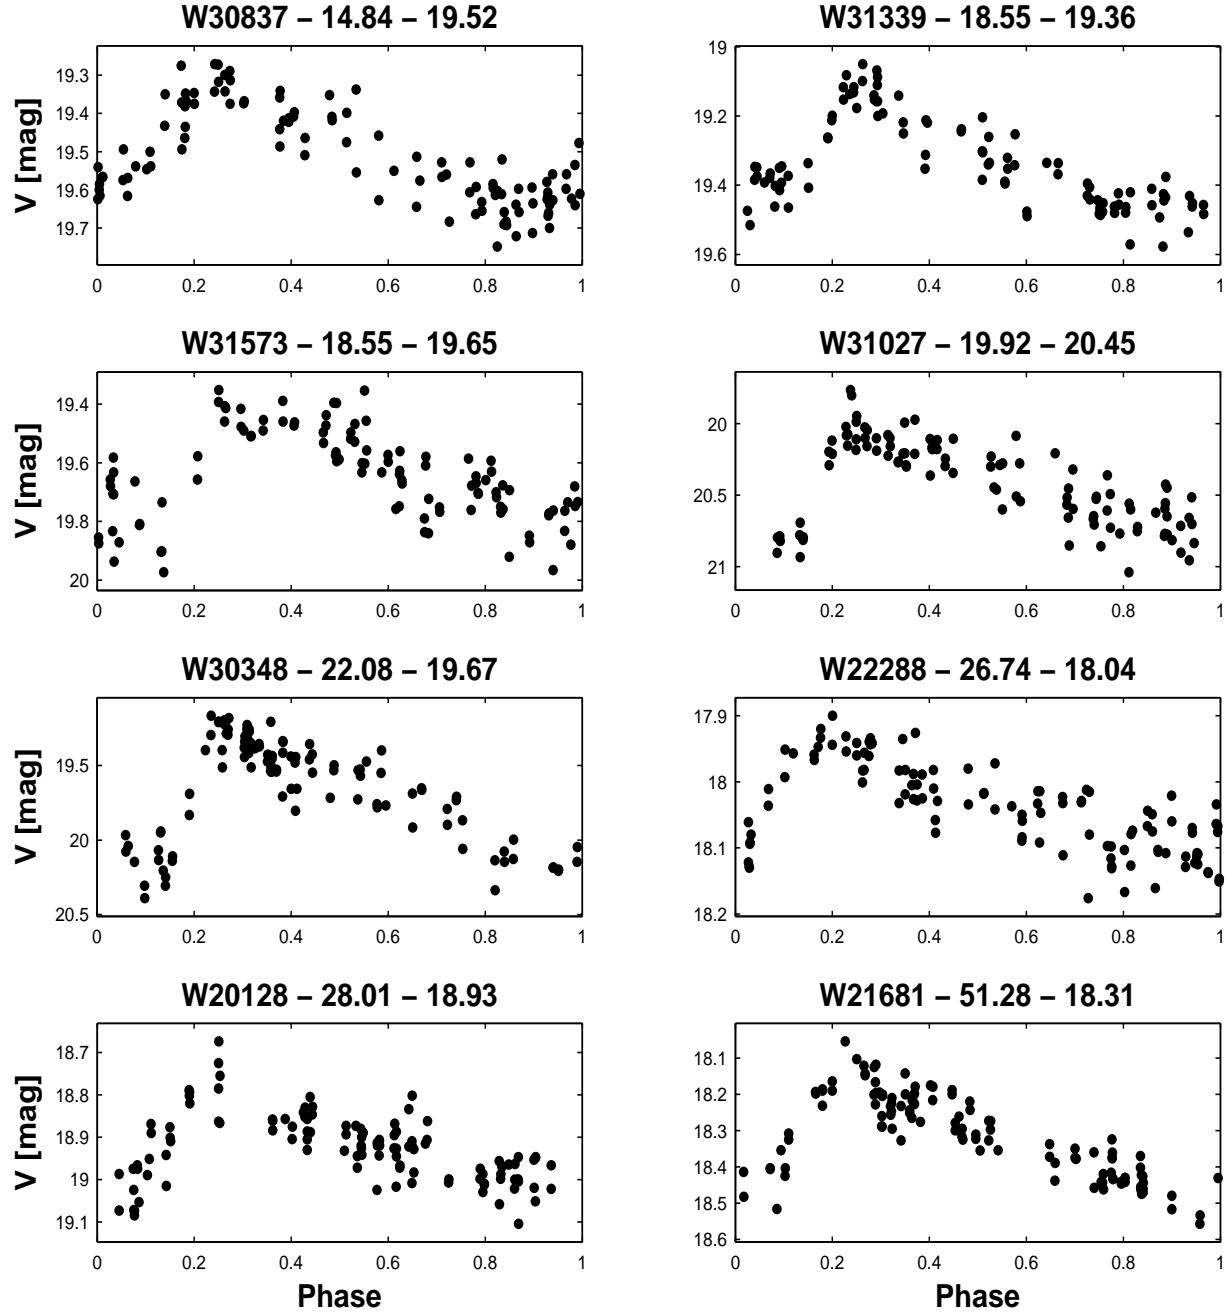 W30837 – 14.84 – 19.52
W31339 – 18.55 – 19.36
V [mag]
19.3
19.4
19.5
19.6
19.7
0 0.2 0.4 0.6 0.8 1
19
19.2
19.4
19.6
0 0.2 0.4 0.6 0.8 1
W31573 – 18.55 – 19.65
W31027 – 19.92 – 20.45
V [mag]
19.4
19.6
19.8
20
0 0.2 0.4 0.6 0.8 1
20
20.5
21
0 0.2 0.4 0.6 0.8 1
W30348 – 22.08 – 19.67
W22288 – 26.74 – 18.04
V [mag]
19.5
20
20.5
0 0.2 0.4 0.6 0.8 1
17.9
18
18.1
18.2
0 0.2 0.4 0.6 0.8 1
W20128 – 28.01 – 18.93
W21681 – 51.28 – 18.31
V [mag]
18.7
18.8
18.9
19
19.1
0 0.2 0.4 0.6 0.8 1
Phase
18.1
18.2
18.3
18.4
18.5
18.6
0 0.2 0.4 0.6 0.8 1
Phase